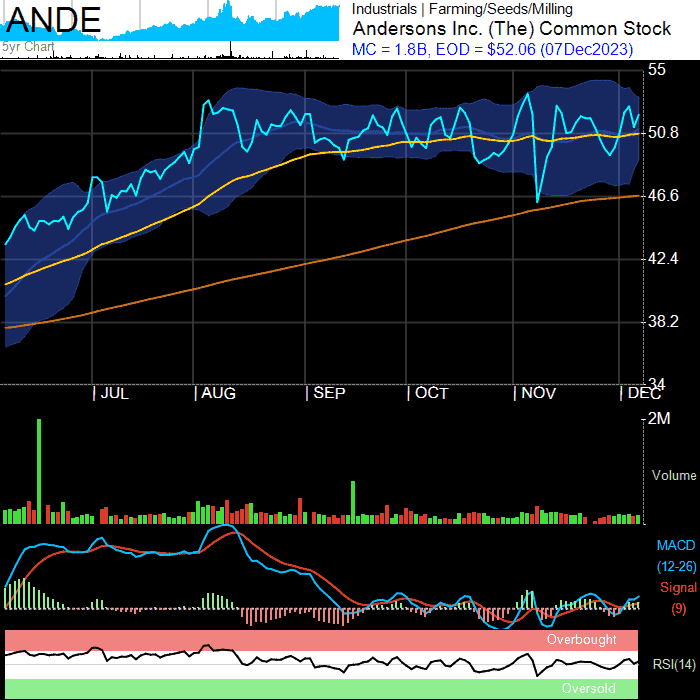 ANDE
5yr Chart
Industrials | Farming/Seeds/Milling
Andersons Inc. (The) Common Stock
MC = 1.8B, EOD = $52.06 (07Dec2023)
55
50.8
46.6
42.4
38.2
34
| JUL | AUG | SEP | OCT | NOV | DEC
2M
Volume
MACD
(12-26)
Signal
(9)
Overbought
RSI(14)
Oversold